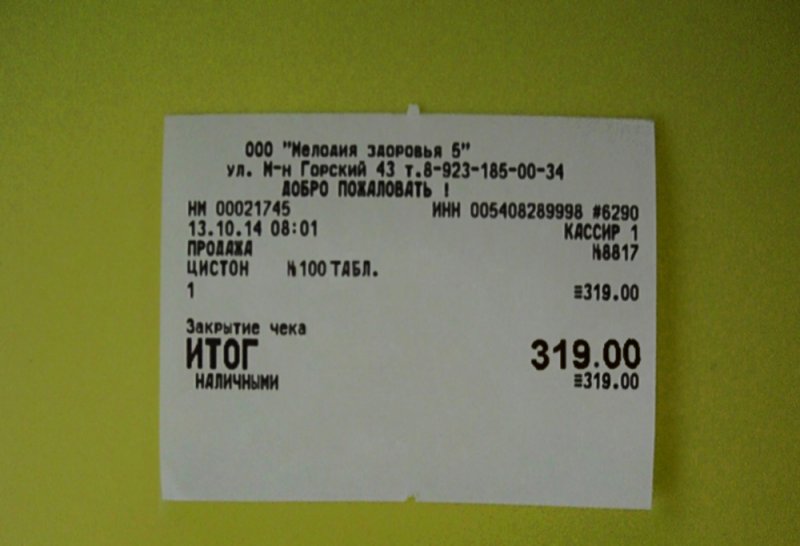 ООО "Мелодия здоровья 5"
ул. М-н Горский 43 т.8-923-185-00-34
ДОБРО ПОЖАЛОВАТЬ !
НМ 00021745 ИНН 005408289998 #6290
13.10.14 08:01 КАССИР 1
ПРОДАЖА №8817
ЦИСТОН №100 ТАБЛ.
1 ≡319.00
Закрытие чека
ИТОГ 319.00
НАЛИЧНЫМИ ≡319.00